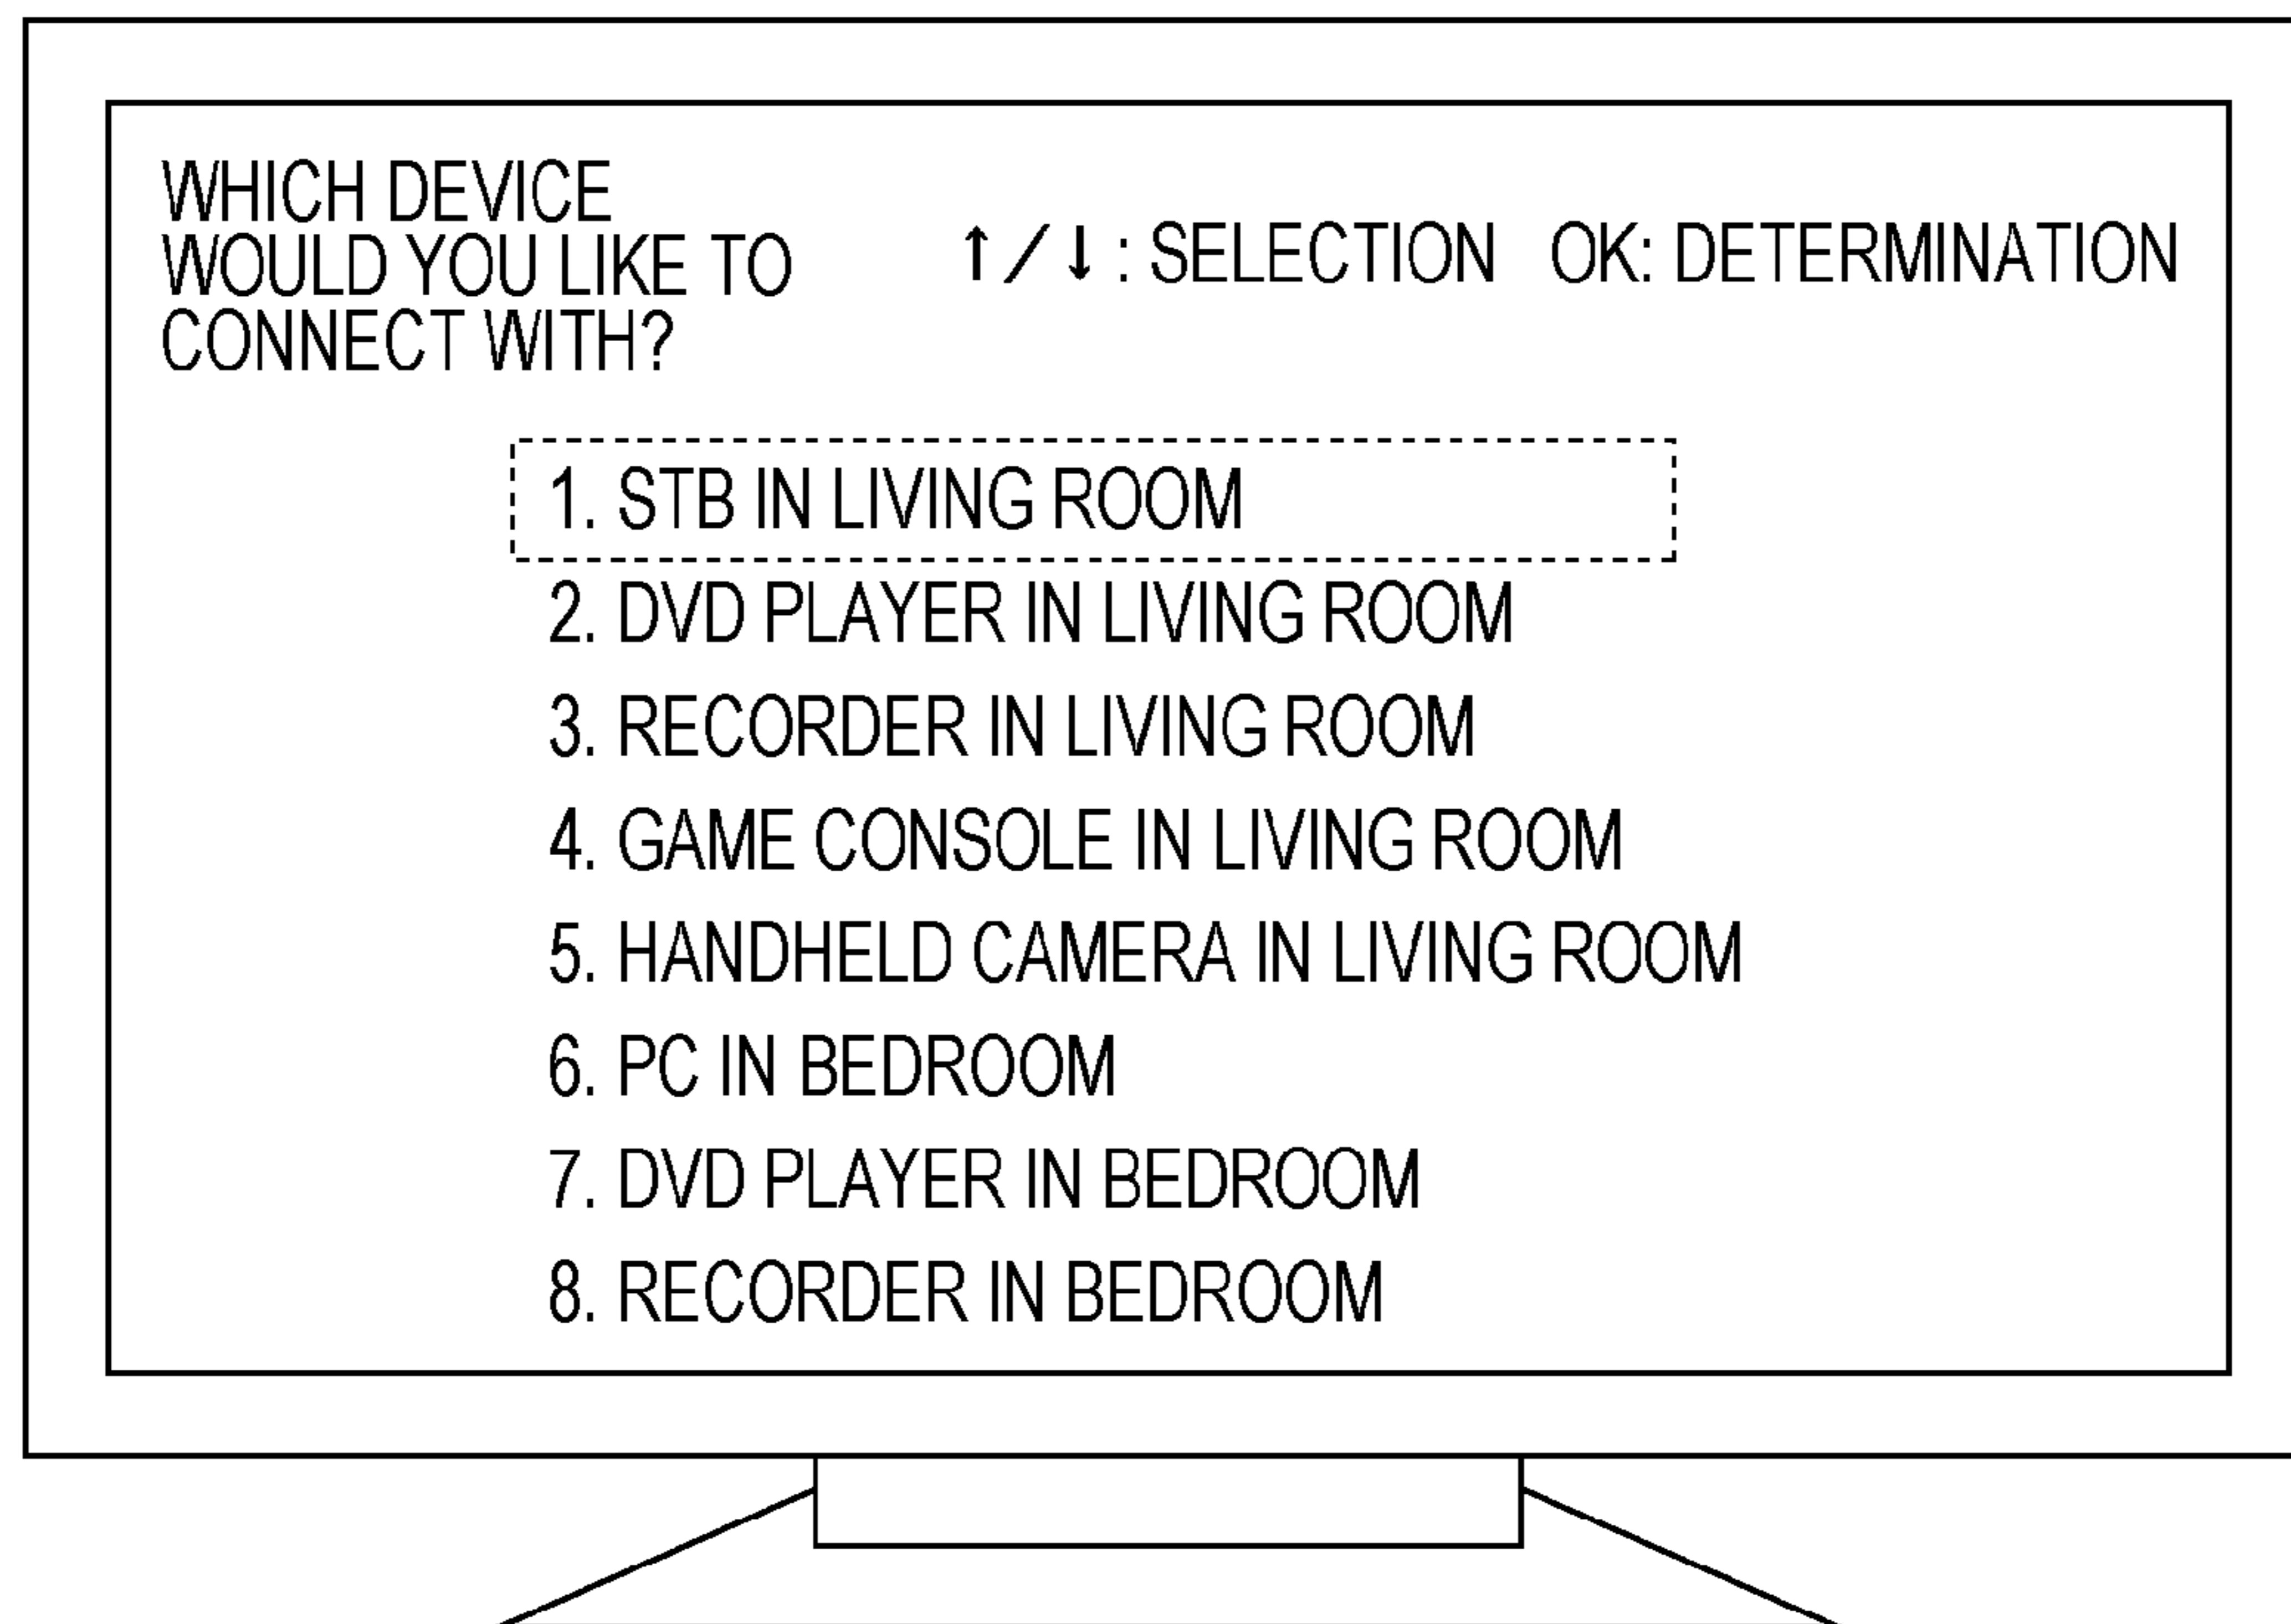 WHICH DEVICE
WOULD YOU LIKE TO
CONNECT WITH?
↑/↓: SELECTION OK: DETERMINATION
1. STB IN LIVING ROOM
2. DVD PLAYER IN LIVING ROOM
3. RECORDER IN LIVING ROOM
4. GAME CONSOLE IN LIVING ROOM
5. HANDHELD CAMERA IN LIVING ROOM
6. PC IN BEDROOM
7. DVD PLAYER IN BEDROOM
8. RECORDER IN BEDROOM